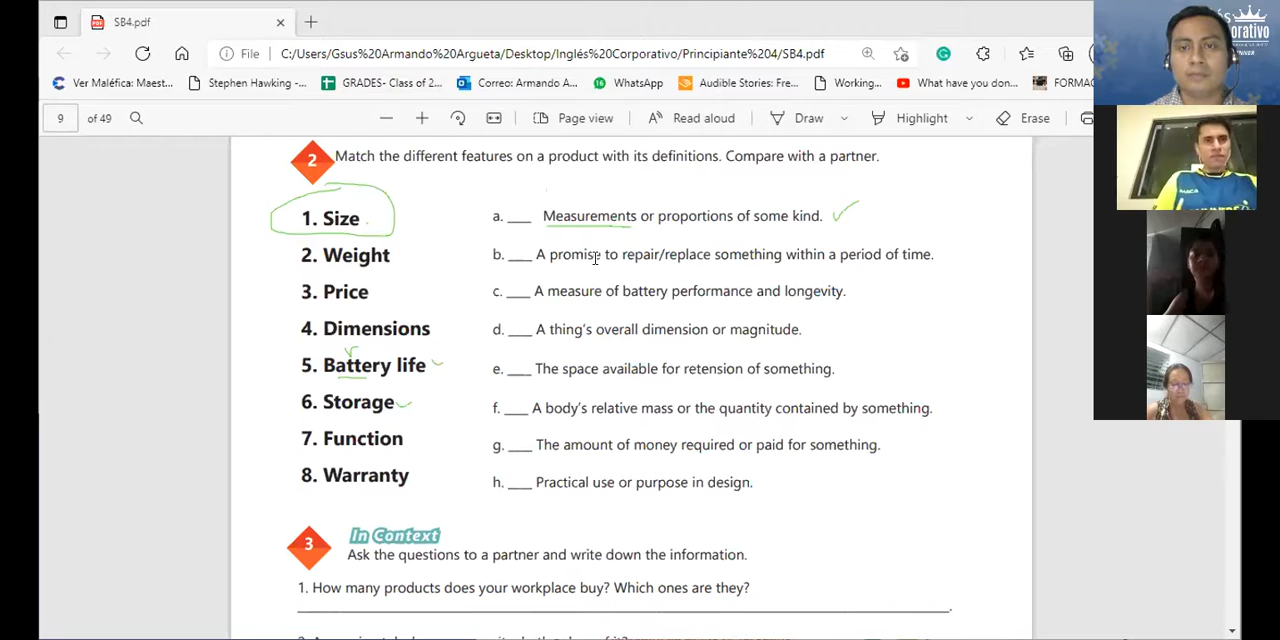 SB4.pdf
File C:/Users/Gsus%20Armando%20Argueta/Desktop/Inglés%20Corporativo/Principiante%204/SB4.pdf
Ver Maléfica: Maest... Stephen Hawking -... GRADES- Class of 2... Correo: Armando A... WhatsApp Audible Stories: Fre... Working... What have you don... FORMAC
9 of 49 Page view Read aloud Draw Highlight Erase
orativo
2 Match the different features on a product with its definitions. Compare with a partner.
1. Size a. ___ Measurements or proportions of some kind.
2. Weight b. ___ A promise to repair/replace something within a period of time.
3. Price c. ___ A measure of battery performance and longevity.
4. Dimensions d. ___ A thing's overall dimension or magnitude.
5. Battery life e. ___ The space available for retension of something.
6. Storage f. ___ A body's relative mass or the quantity contained by something.
7. Function g. ___ The amount of money required or paid for something.
8. Warranty h. ___ Practical use or purpose in design.
3 In Context
Ask the questions to a partner and write down the information.
1. How many products does your workplace buy? Which ones are they?